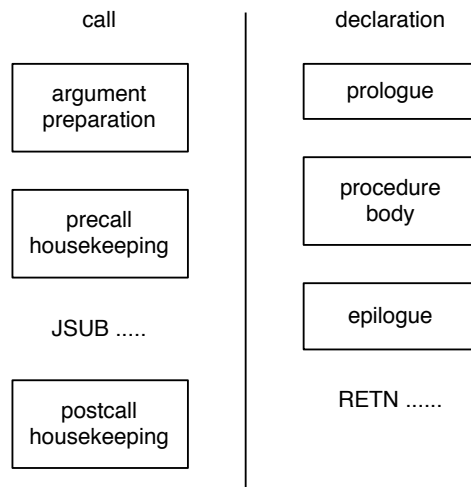 call
argument
preparation
precall
housekeeping
JSUB .....
postcall
housekeeping
declaration
prologue
procedure
body
epilogue
RETN ......